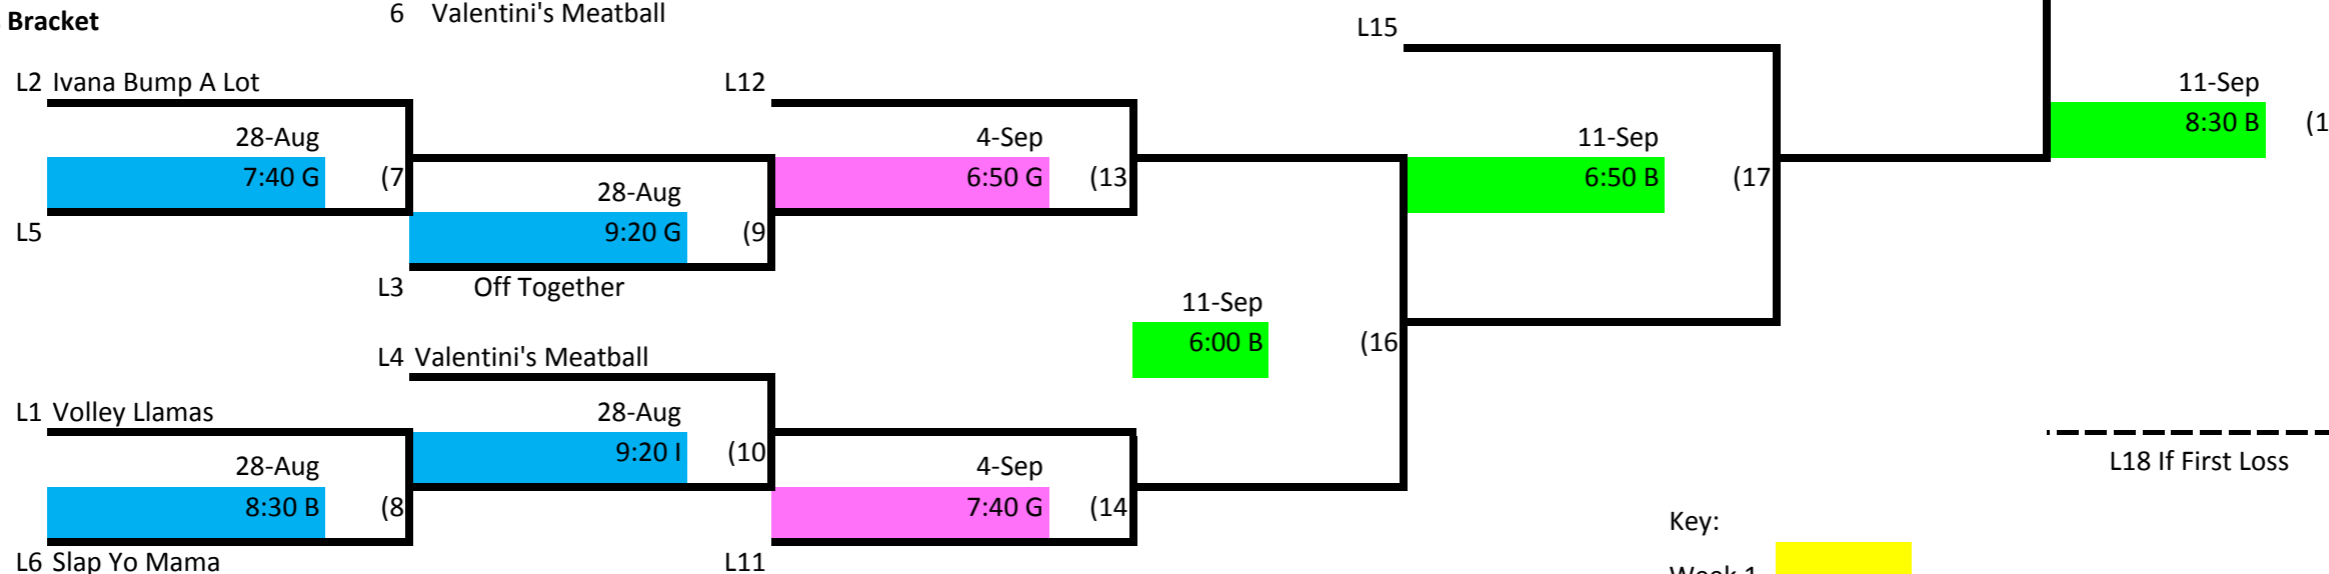 6 Valentini's Meatball
Bracket
L15
L2 Ivana Bump A Lot
L12
11-Sep
8:30 B (1
28-Aug
4-Sep
11-Sep
7:40 G (7
6:50 G (13
6:50 B (17
28-Aug
L5
9:20 G (9
L3 Off Together
11-Sep
6:00 B (16
L4 Valentini's Meatball
L1 Volley Llamas
28-Aug
9:20 I (10
28-Aug
4-Sep
L18 If First Loss
8:30 B (8
7:40 G (14
Key:
L6 Slap Yo Mama
L11
Week 1